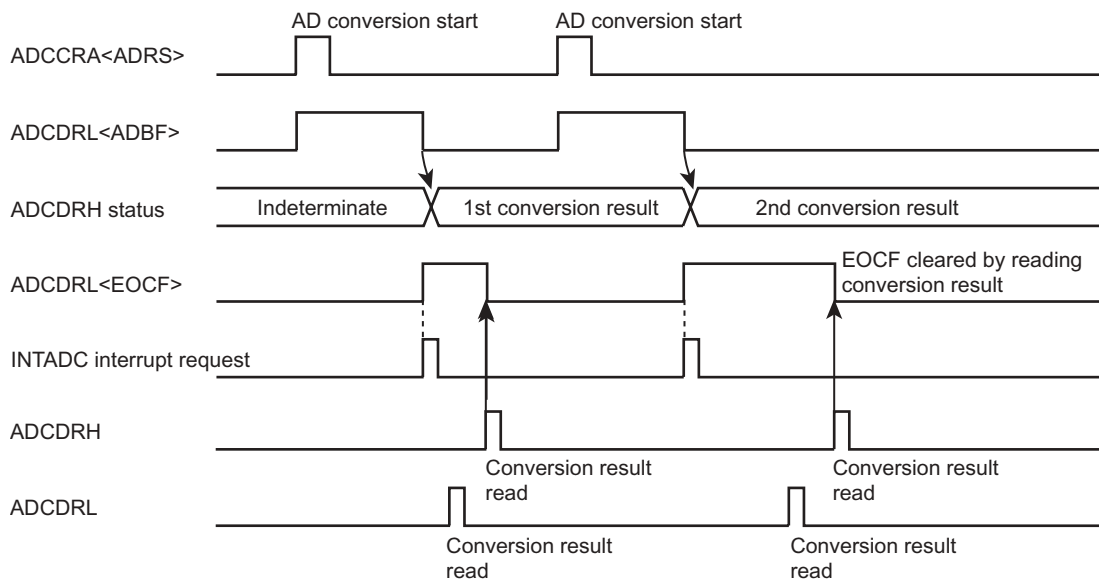 AD conversion start
AD conversion start
ADCCRA<ADRS>
ADCDRL<ADBF>
ADCDRH status
Indeterminate
1st conversion result
2nd conversion result
ADCDRL<EOCF>
EOCF cleared by reading
conversion result
INTADC interrupt request
ADCDRH
Conversion result
read
Conversion result
read
ADCDRL
Conversion result
read
Conversion result
read